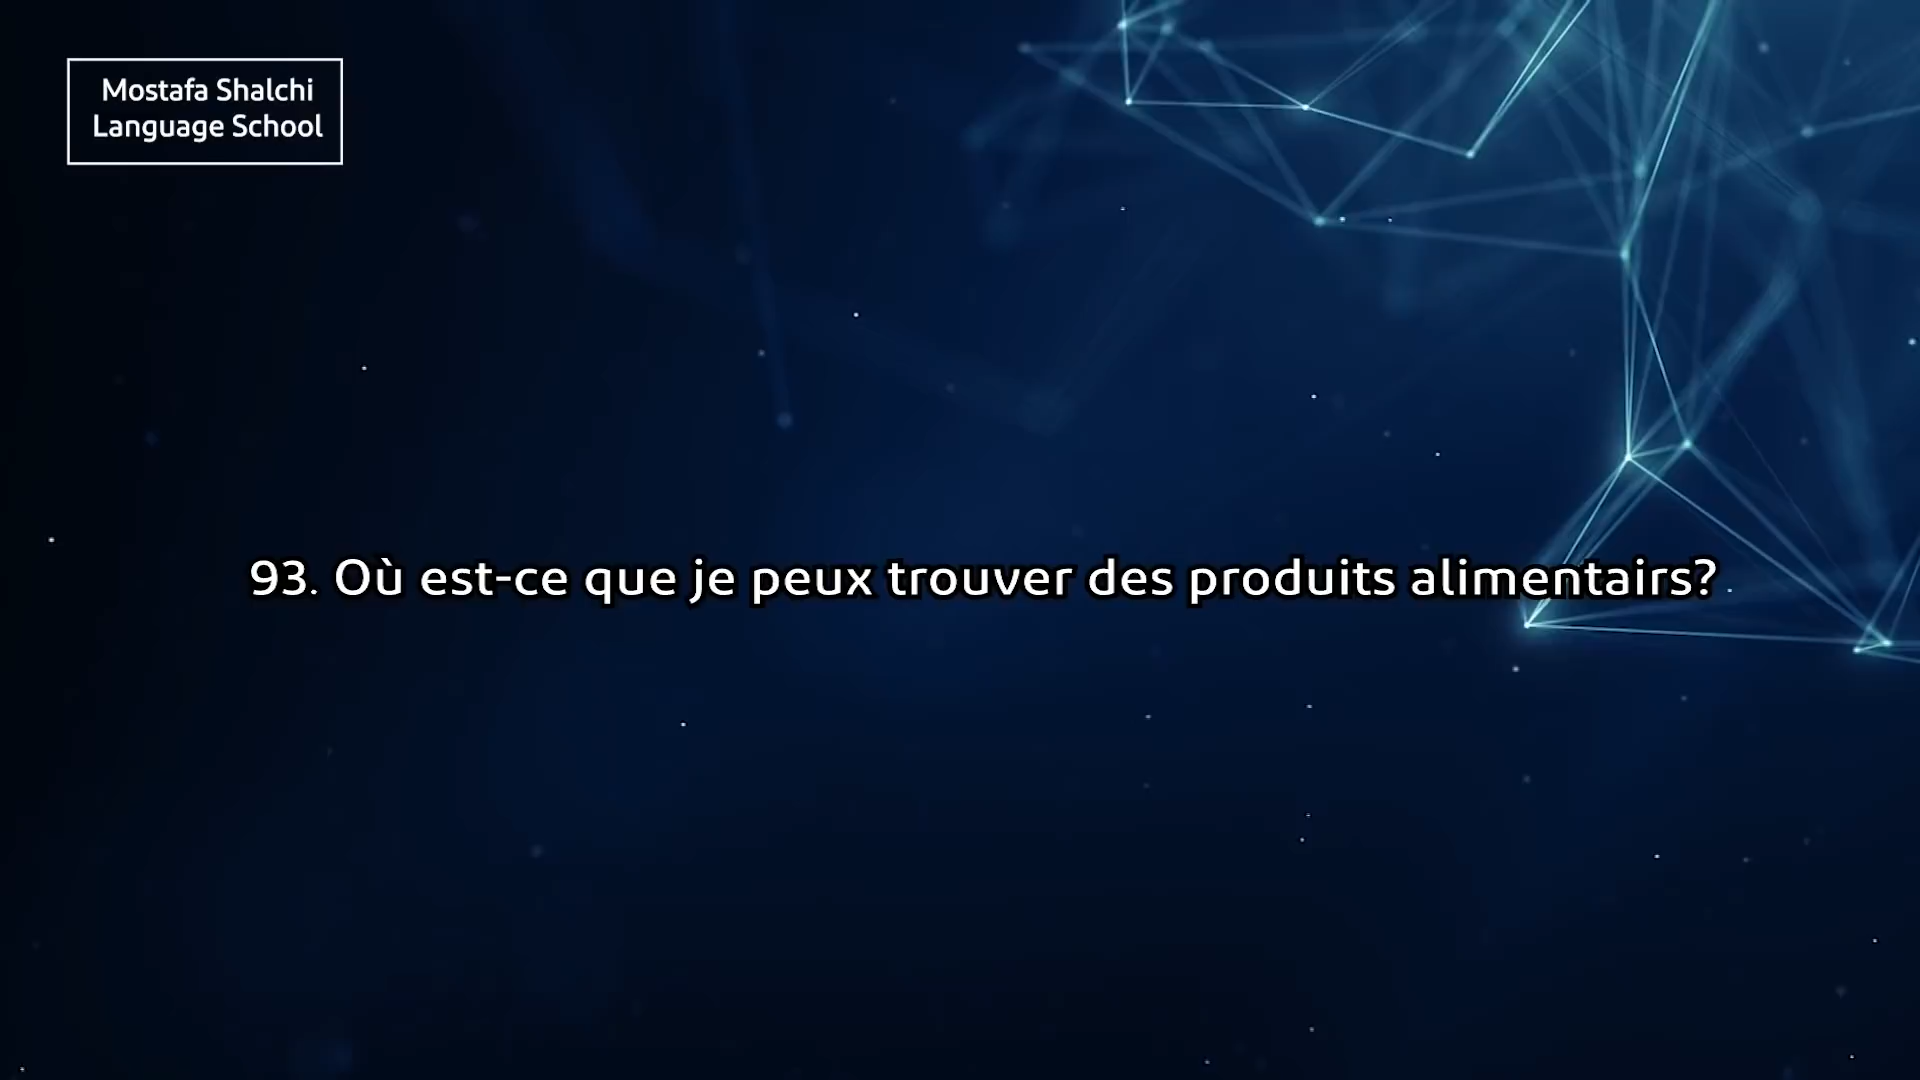 Mostafa Shalchi
Language School
93. Où est-ce que je peux trouver des produits alimentairs?